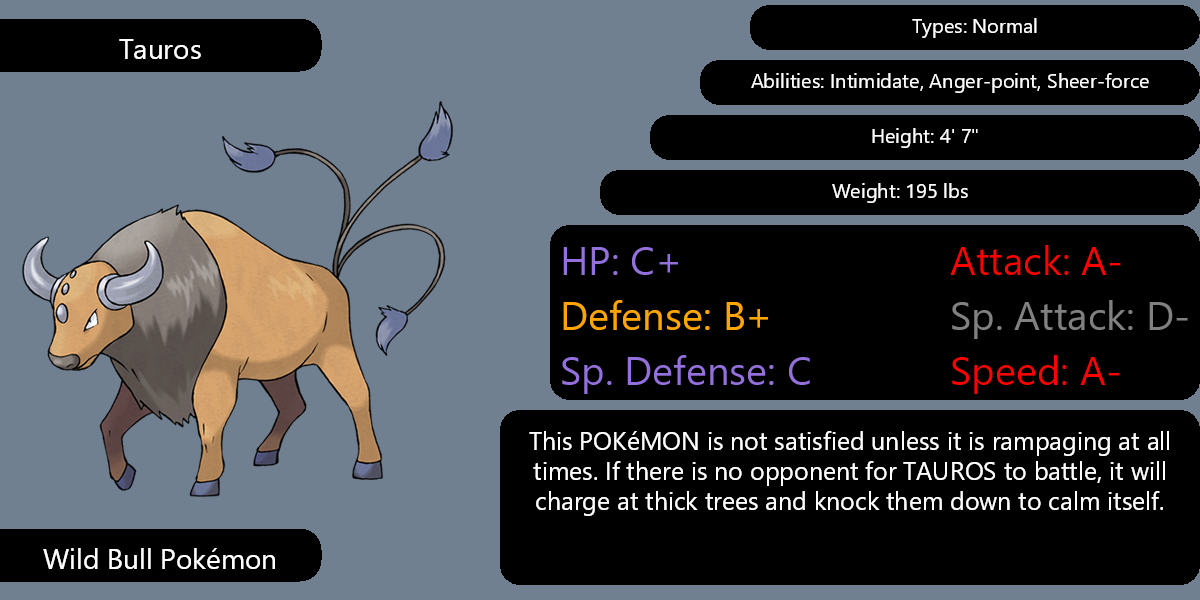 Tauros
Types: Normal
Abilities: Intimidate, Anger-point, Sheer-force
Height: 4' 7"
Weight: 195 lbs
HP: C+ Attack: A-
Defense: B+ Sp. Attack: D-
Sp. Defense: C Speed: A-
This POKéMON is not satisfied unless it is rampaging at all
times. If there is no opponent for TAUROS to battle, it will
charge at thick trees and knock them down to calm itself.
Wild Bull Pokémon